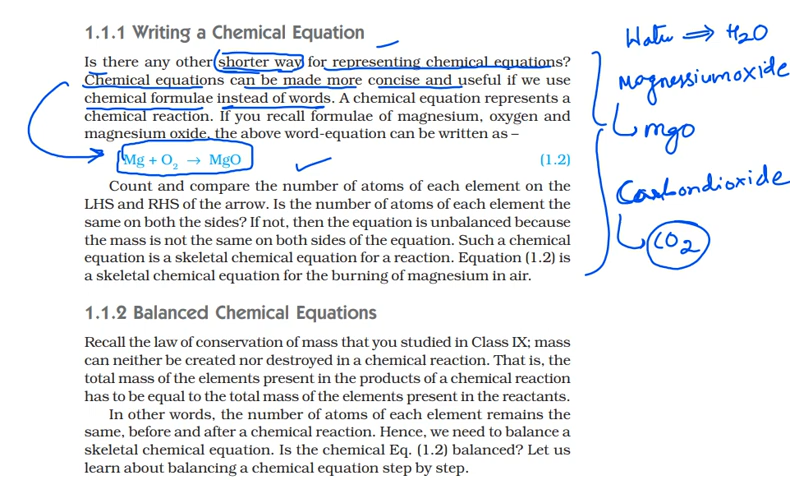 1.1.1 Writing a Chemical Equation
Is there any other shorter way for representing chemical equations?
Chemical equations can be made more concise and useful if we use
chemical formulae instead of words. A chemical equation represents a
chemical reaction. If you recall formulae of magnesium, oxygen and
magnesium oxide, the above word-equation can be written as –
Mg + O₂ → MgO (1.2)
Count and compare the number of atoms of each element on the
LHS and RHS of the arrow. Is the number of atoms of each element the
same on both the sides? If not, then the equation is unbalanced because
the mass is not the same on both sides of the equation. Such a chemical
equation is a skeletal chemical equation for a reaction. Equation (1.2) is
a skeletal chemical equation for the burning of magnesium in air.
1.1.2 Balanced Chemical Equations
Recall the law of conservation of mass that you studied in Class IX; mass
can neither be created nor destroyed in a chemical reaction. That is, the
total mass of the elements present in the products of a chemical reaction
has to be equal to the total mass of the elements present in the reactants.
In other words, the number of atoms of each element remains the
same, before and after a chemical reaction. Hence, we need to balance a
skeletal chemical equation. Is the chemical Eq. (1.2) balanced? Let us
learn about balancing a chemical equation step by step.
Water ⇒ H₂O
Magnessiumoxide
mgo
Carbondioxide
CO₂